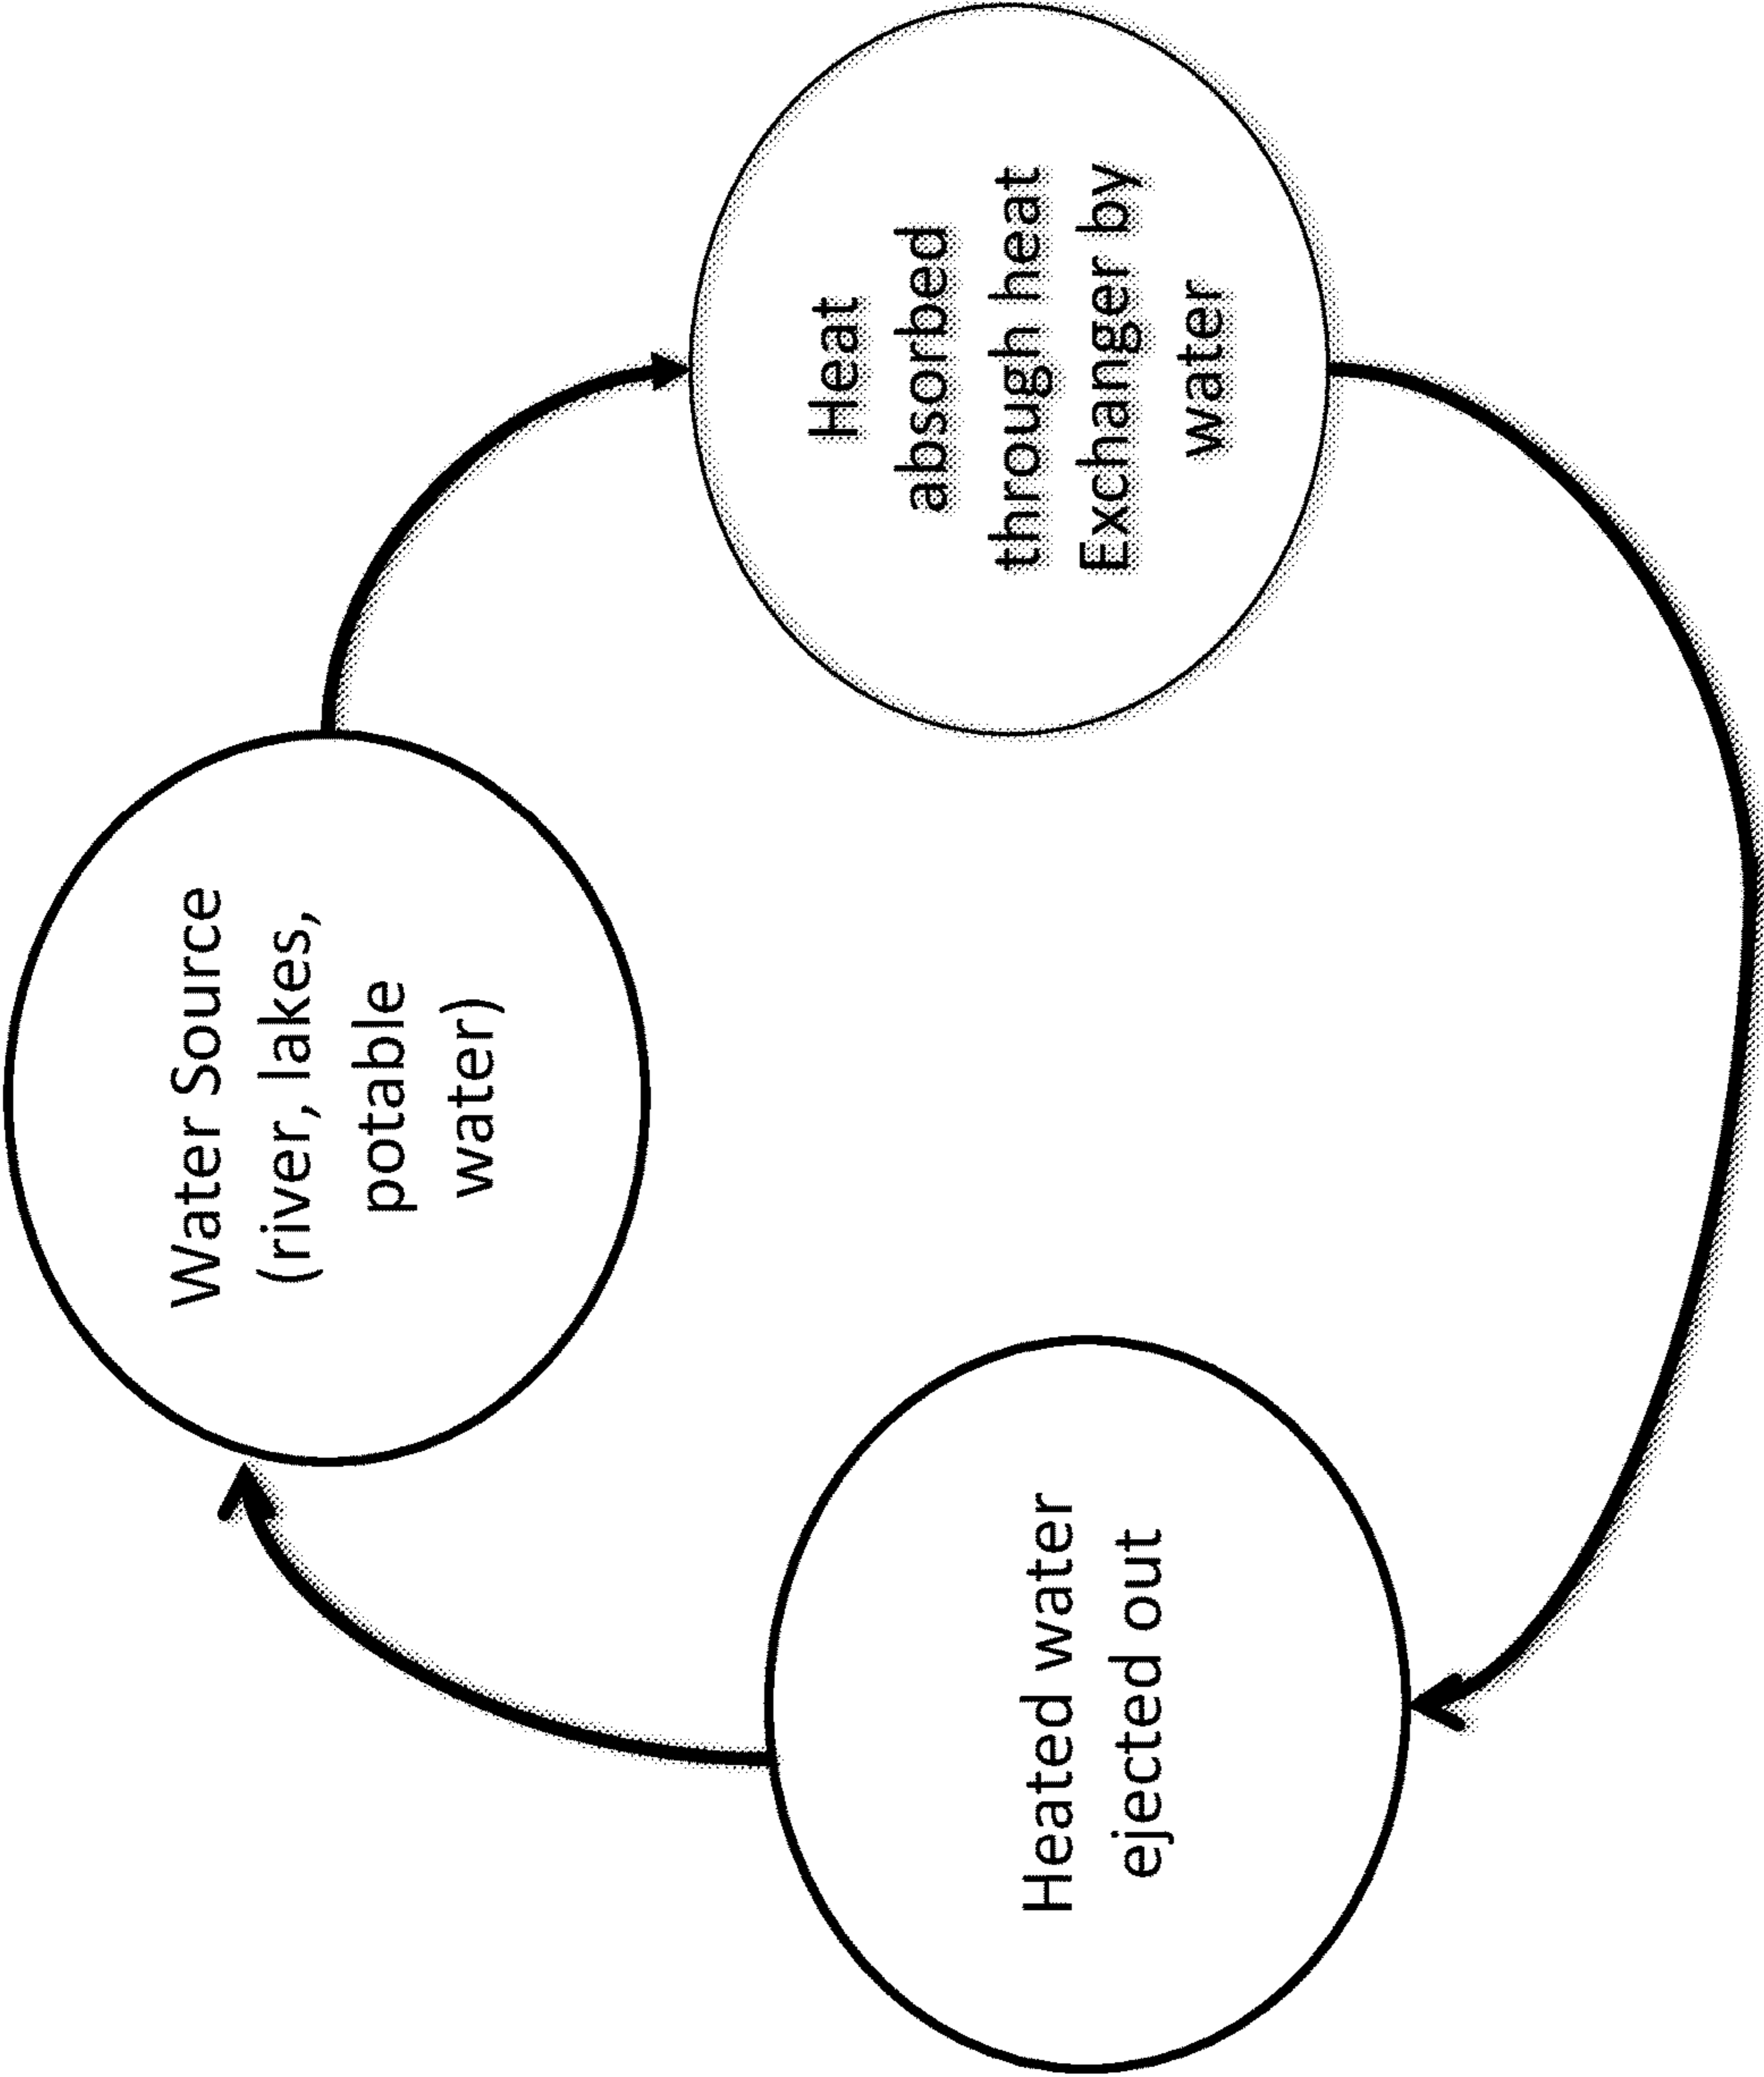 Water Source
(river, lakes,
potable
water)
Heat
absorbed
through heat
Exchanger by
water
Heated water
ejected out